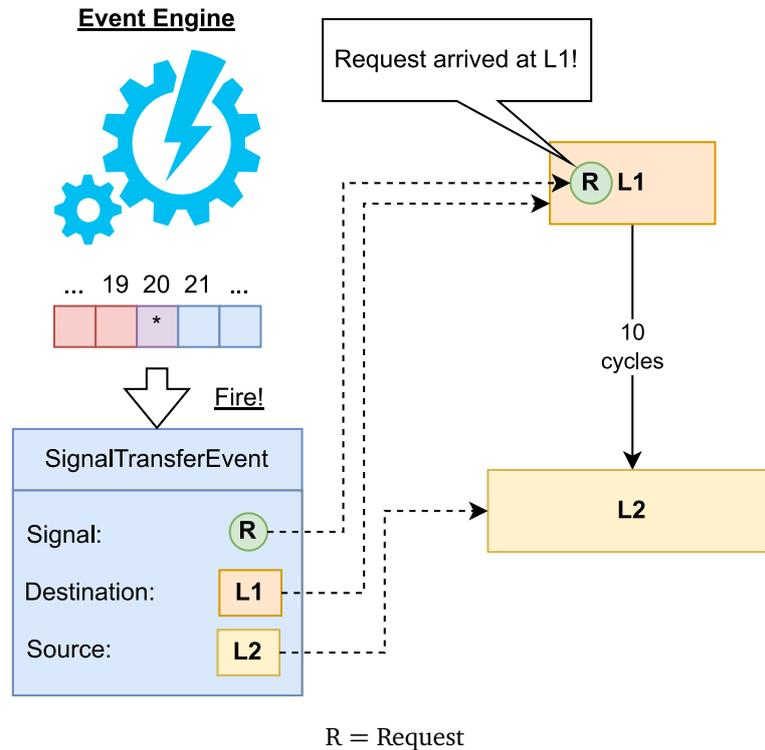 Event Engine
Request arrived at L1!
R L1
... 19 20 21 ...
*
10
cycles
Fire!
SignalTransferEvent
Signal: R
Destination: L1
Source: L2
L2
R = Request